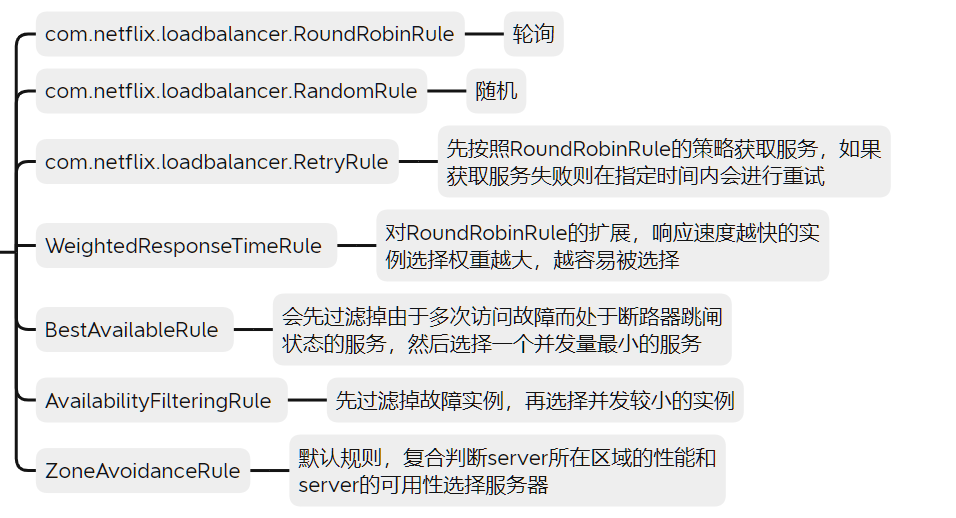 com.netflix.loadbalancer.RoundRobinRule
轮询
com.netflix.loadbalancer.RandomRule
随机
com.netflix.loadbalancer.RetryRule
先按照RoundRobinRule的策略获取服务，如果
获取服务失败则在指定时间内会进行重试
WeightedResponseTimeRule
对RoundRobinRule的扩展，响应速度越快的实
例选择权重越大，越容易被选择
BestAvailableRule
会先过滤掉由于多次访问故障而处于断路器跳闸
状态的服务，然后选择一个并发量最小的服务
AvailabilityFilteringRule
先过滤掉故障实例，再选择并发较小的实例
ZoneAvoidanceRule
默认规则，复合判断server所在区域的性能和
server的可用性选择服务器